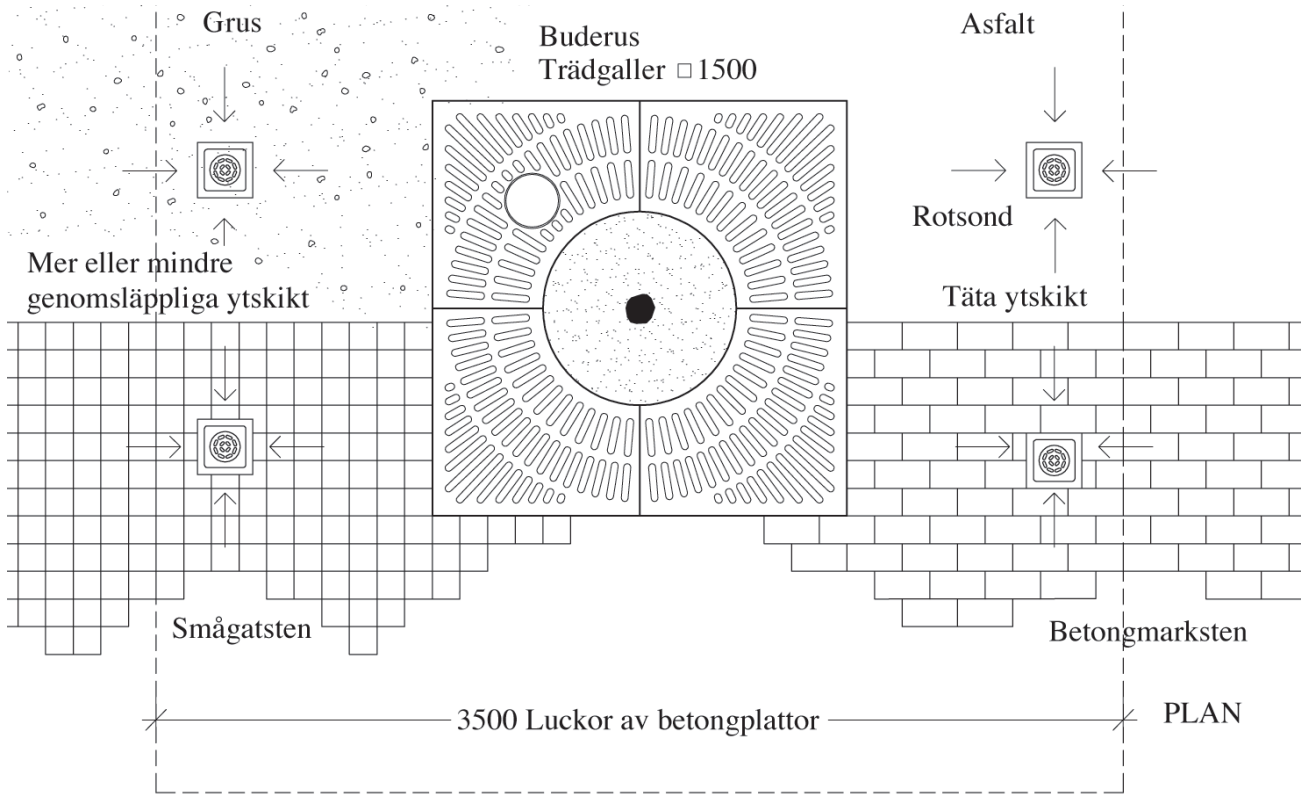 Grus
Buderus
Trädgaller □ 1500
Asfalt
Rotsond
Mer eller mindre
genomsläppliga ytskikt
Täta ytskikt
Smågatsten
Betongmarksten
3500 Luckor av betongplattor
PLAN